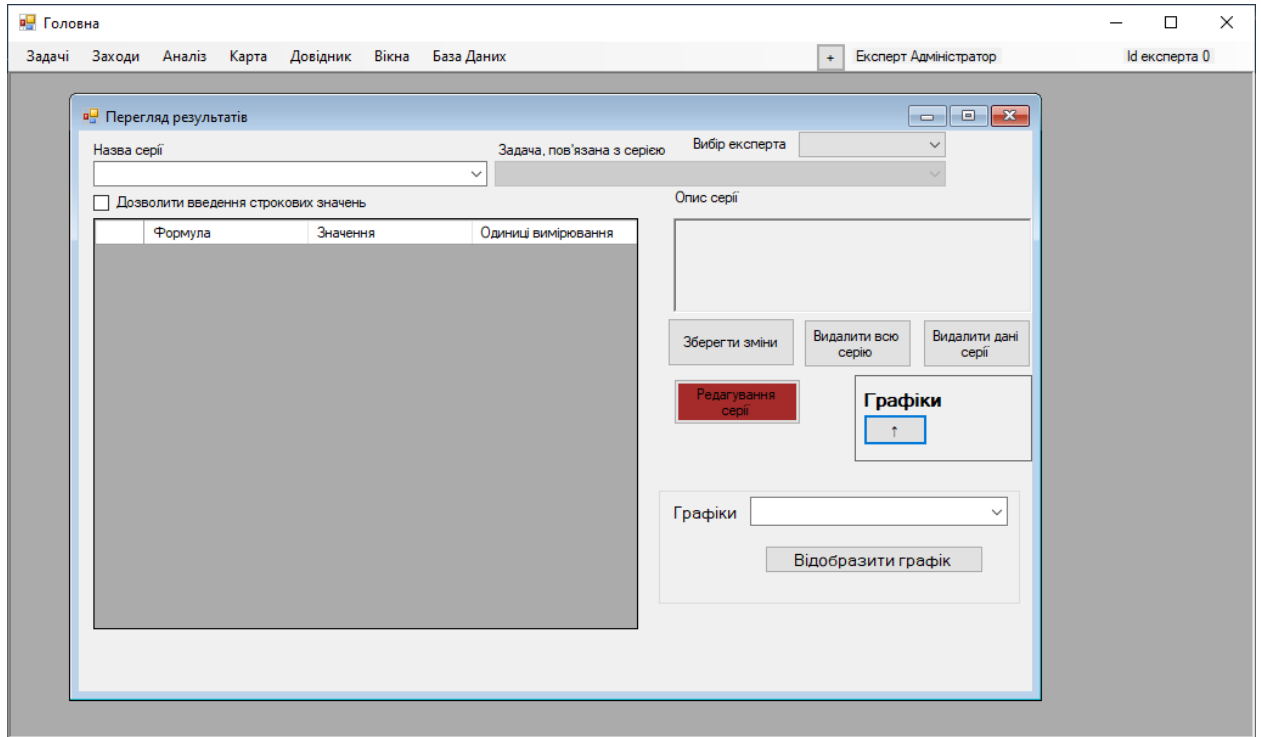 Головна
Задачі Заходи Аналіз Карта Довідник Вікна База Даних + Експерт Адміністратор Id експерта 0
Перегляд результатів
Назва серії Задача, пов'язана з серією Вибір експерта
Дозволити введення строкових значень Опис серії
Формула Значення Одиниці вимірювання
Зберегти зміни
Видалити всю
серію
Видалити дані
серії
Редагування
серії
Графіки
↑
Графіки
Відобразити графік